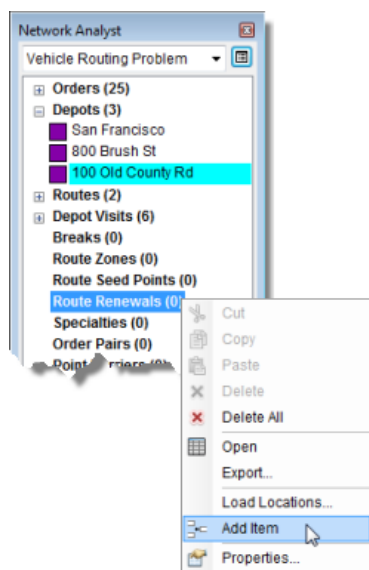 Network Analyst
Vehicle Routing Problem
Orders (25)
Depots (3)
San Francisco
800 Brush St
100 Old County Rd
Routes (2)
Depot Visits (6)
Breaks (0)
Route Zones (0)
Route Seed Points (0)
Route Renewals (0)
Specialties (0)
Order Pairs (0)
Point
Cut
Copy
Paste
Delete
Delete All
Open
Export...
Load Locations...
Add Item
Properties...